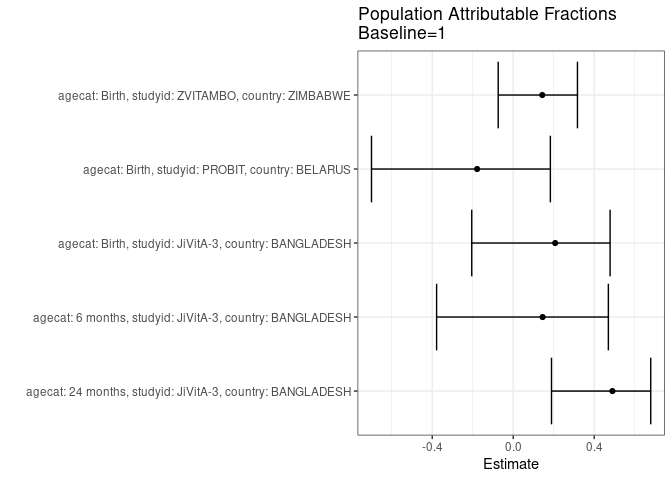 Population Attributable Fractions
Baseline=1
agecat: Birth, studyid: ZVITAMBO, country: ZIMBABWE
agecat: Birth, studyid: PROBIT, country: BELARUS
agecat: Birth, studyid: JiVitA-3, country: BANGLADESH
agecat: 6 months, studyid: JiVitA-3, country: BANGLADESH
agecat: 24 months, studyid: JiVitA-3, country: BANGLADESH
-0.4 0.0 0.4
Estimate